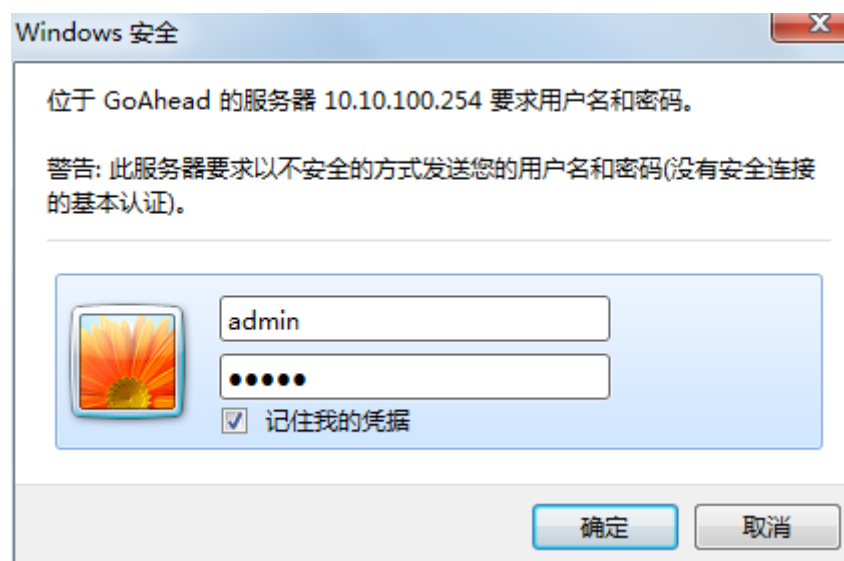 Windows 安全
位于 GoAhead 的服务器 10.10.100.254 要求用户名和密码。
警告: 此服务器要求以不安全的方式发送您的用户名和密码(没有安全连接
的基本认证)。
admin
●●●●●
记住我的凭据
确定
取消